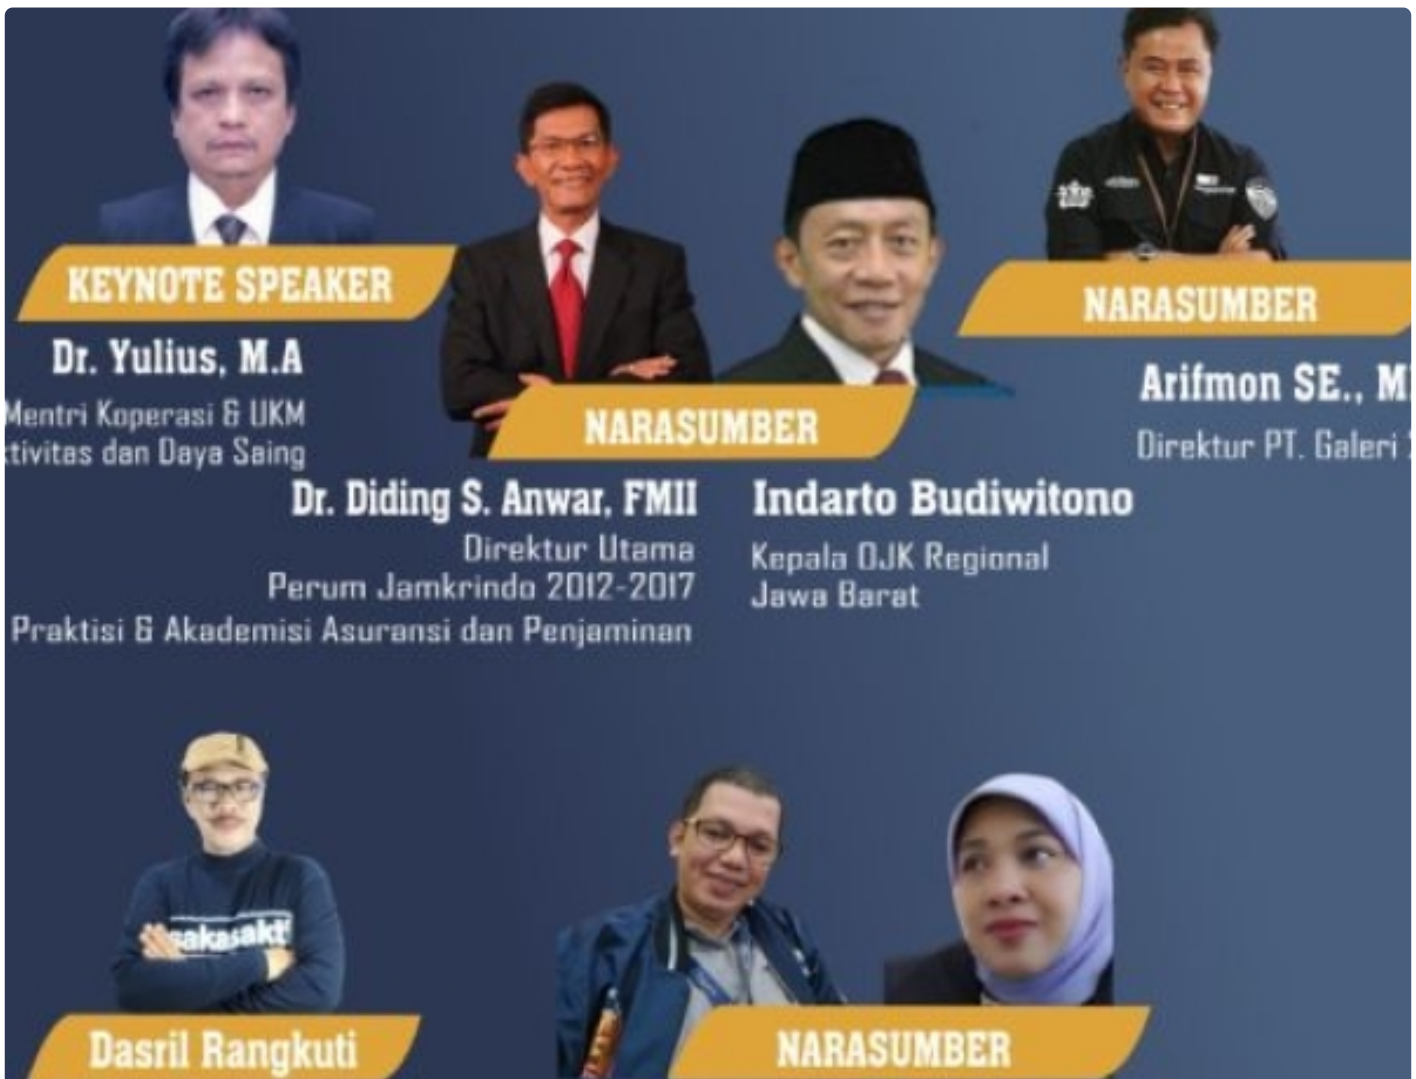 KEYNOTE SPEAKER
Dr. Yulius, M.A
Mentri Koperasi & UKM
ktivitas dan Daya Saing
NARASUMBER
Dr. Diding S. Anwar, FMII
Direktur Utama
Perum Jamkrindo 2012-2017
Praktisi & Akademisi Asuransi dan Penjaminan
Indarto Budiwitono
Kepala OJK Regional
Jawa Barat
NARASUMBER
Arifmon SE.,
Direktur PT. Galeri
sakasakti
Dasril Rangkuti
NARASUMBER